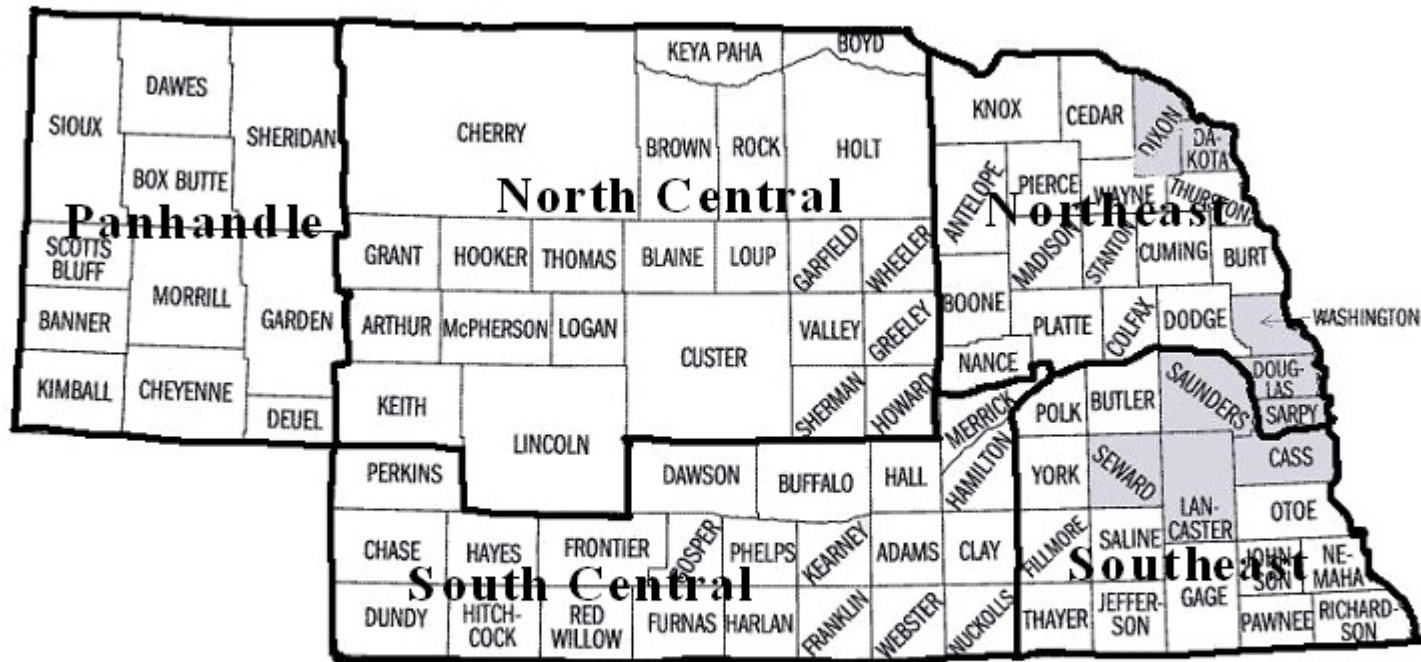 KEYA PAHA
BOYD
DAWES
SIOUX
SHERIDAN
CHERRY
BROWN
ROCK
HOLT
KNOX
CEDAR
DIXON
DA-
KOTA
BOX BUTTE
Panhandle
North Central
Northeast
ANTELOPE
PIERCE
WAYNE
THURSTON
SCOTTS
BLUFF
GRANT
HOOKER
THOMAS
BLAINE
LOUP
GARFIELD
WHEELER
MADISON
STANTON
CUMING
BURT
MORRILL
BANNER
GARDEN
ARTHUR
McPHERSON
LOGAN
CUSTER
VALLEY
GREELEY
BOONE
PLATTE
COLFAX
DODGE
WASHINGTON
NANCE
KIMBALL
CHEYENNE
DEUEL
KEITH
LINCOLN
SHERMAN
HOWARD
MERRICK
POLK
BUTLER
SAUNDERS
DOUG-
LAS
SARPY
PERKINS
DAWSON
BUFFALO
HALL
HAMILTON
YORK
SEWARD
CASS
LAN-
CASTER
OTOE
CHASE
HAYES
FRONTIER
GOSPER
PHELPS
KEARNEY
ADAMS
CLAY
FILLMORE
SALINE
JOHN-
SON
NE-
MAHA
South Central
Southeast
DUNDY
HITCH-
COCK
RED
WILLOW
FURNAS
HARLAN
FRANKLIN
WEBSTER
NUCKOLLS
THAYER
JEFFER-
SON
GAGE
PAWNEE
RICHARD-
SON